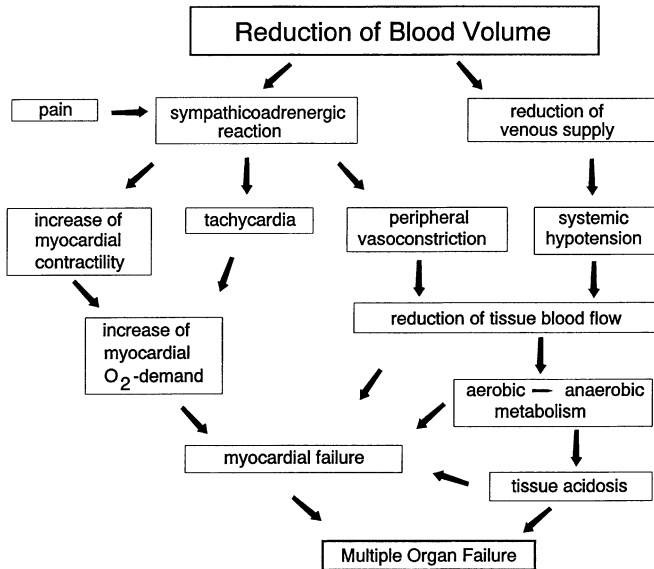 Reduction of Blood Volume
pain
sympathicoadrenergic
reaction
reduction of
venous supply
increase of
myocardial
contractility
tachycardia
peripheral
vasoconstriction
systemic
hypotension
increase of
myocardial
O2-demand
reduction of tissue blood flow
aerobic — anaerobic
metabolism
myocardial failure
tissue acidosis
Multiple Organ Failure